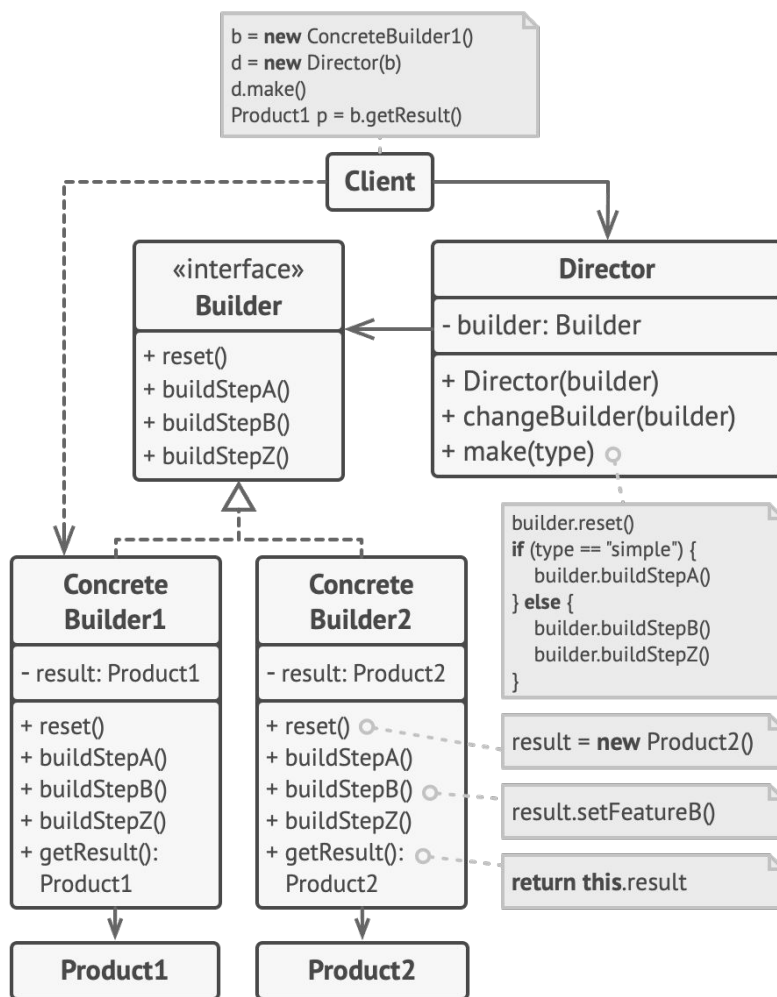 b = new ConcreteBuilder1()
d = new Director(b)
d.make()
Product1 p = b.getResult()
Client
«interface»
Builder
+ reset()
+ buildStepA()
+ buildStepB()
+ buildStepZ()
Director
- builder: Builder
+ Director(builder)
+ changeBuilder(builder)
+ make(type)
builder.reset()
if (type == "simple") {
builder.buildStepA()
} else {
builder.buildStepB()
builder.buildStepZ()
}
Concrete
Builder1
- result: Product1
+ reset()
+ buildStepA()
+ buildStepB()
+ buildStepZ()
+ getResult():
Product1
Concrete
Builder2
- result: Product2
+ reset()
+ buildStepA()
+ buildStepB()
+ buildStepZ()
+ getResult():
Product2
result = new Product2()
result.setFeatureB()
return this.result
Product1
Product2